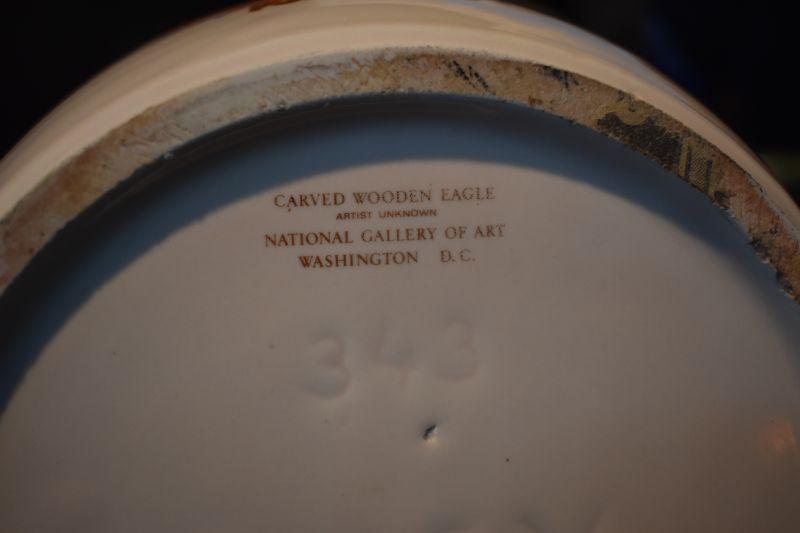 CARVED WOODEN EAGLE
ARTIST UNKNOWN
NATIONAL GALLERY OF ART
WASHINGTON D.C.
343